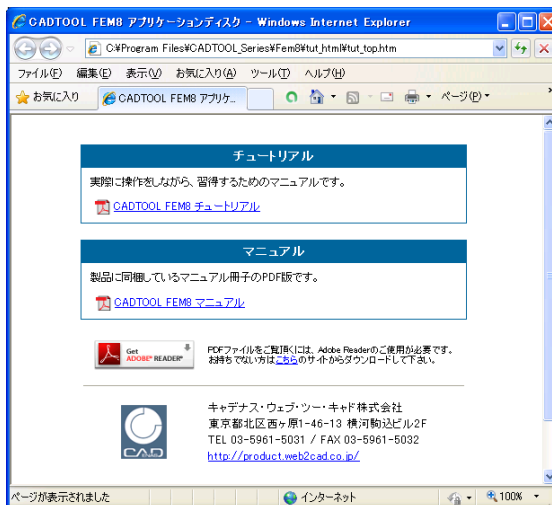 CADTOOL FEM8 アプリケーションディスク - Windows Internet Explorer
C:¥Program Files¥CADTOOL_Series¥Fem8¥tut_html¥tut_top.htm
ファイル(F) 編集(E) 表示(V) お気に入り(A) ツール(T) ヘルプ(H)
お気に入り CADTOOL FEM8 アプリケ... ページ(P)
チュートリアル
実際に操作をしながら、習得するためのマニュアルです。
CADTOOL FEM8 チュートリアル
マニュアル
製品に同梱しているマニュアル冊子のPDF版です。
CADTOOL FEM8 マニュアル
Get
ADOBE® READER®
PDFファイルをご覧頂くには、Adobe Readerのご使用が必要です。
お持ちでない方はこちらのサイトからダウンロードして下さい。
キャデナス・ウェブ・ツー・キャド株式会社
東京都北区西ヶ原1-46-13 横河駒込ビル2F
TEL 03-5961-5031 / FAX 03-5961-5032
http://product.web2cad.co.jp/
CAD
ページが表示されました インターネット 100%